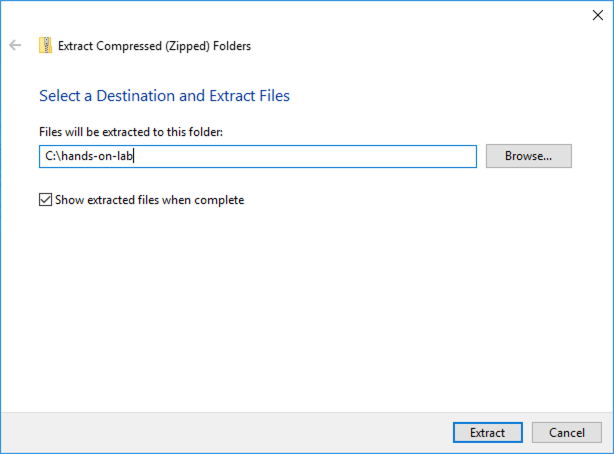 Extract Compressed (Zipped) Folders
Select a Destination and Extract Files
Files will be extracted to this folder:
C:\hands-on-lab
Browse...
Show extracted files when complete
Extract
Cancel